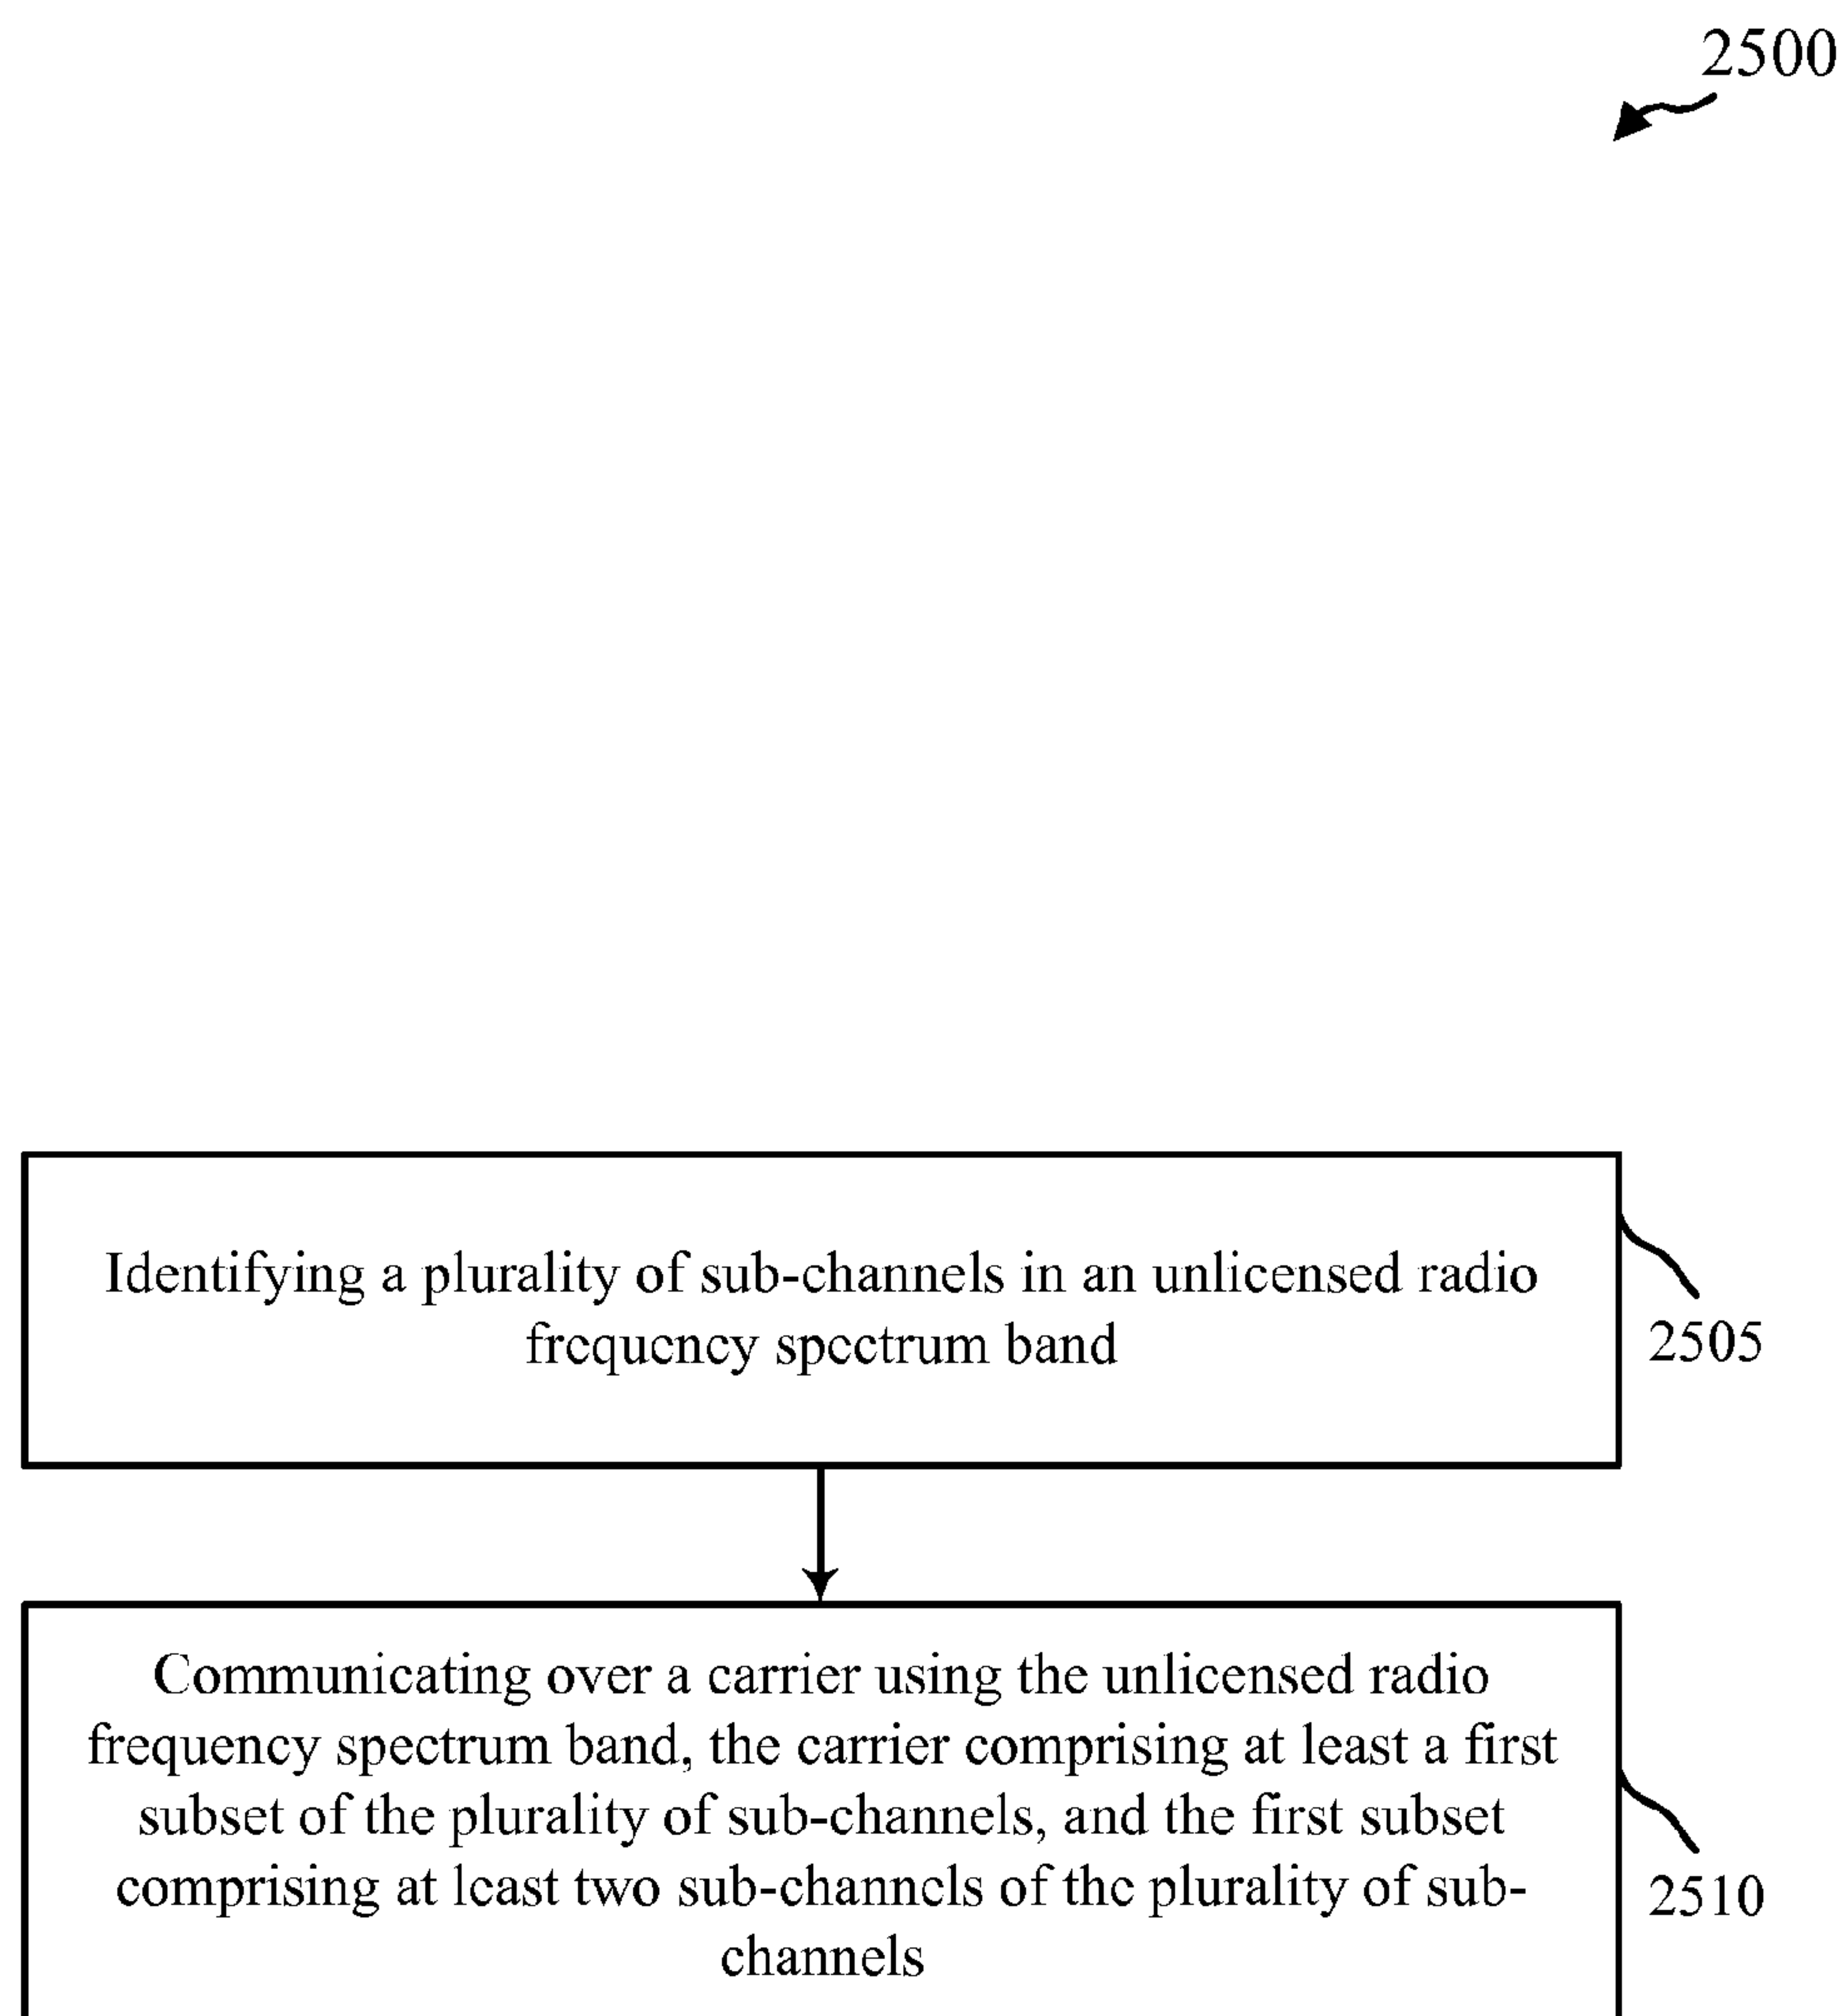 2500
Identifying a plurality of sub-channels in an unlicensed radio
frequency spectrum band
2505
Communicating over a carrier using the unlicensed radio
frequency spectrum band, the carrier comprising at least a first
subset of the plurality of sub-channels, and the first subset
comprising at least two sub-channels of the plurality of sub-
channels
2510